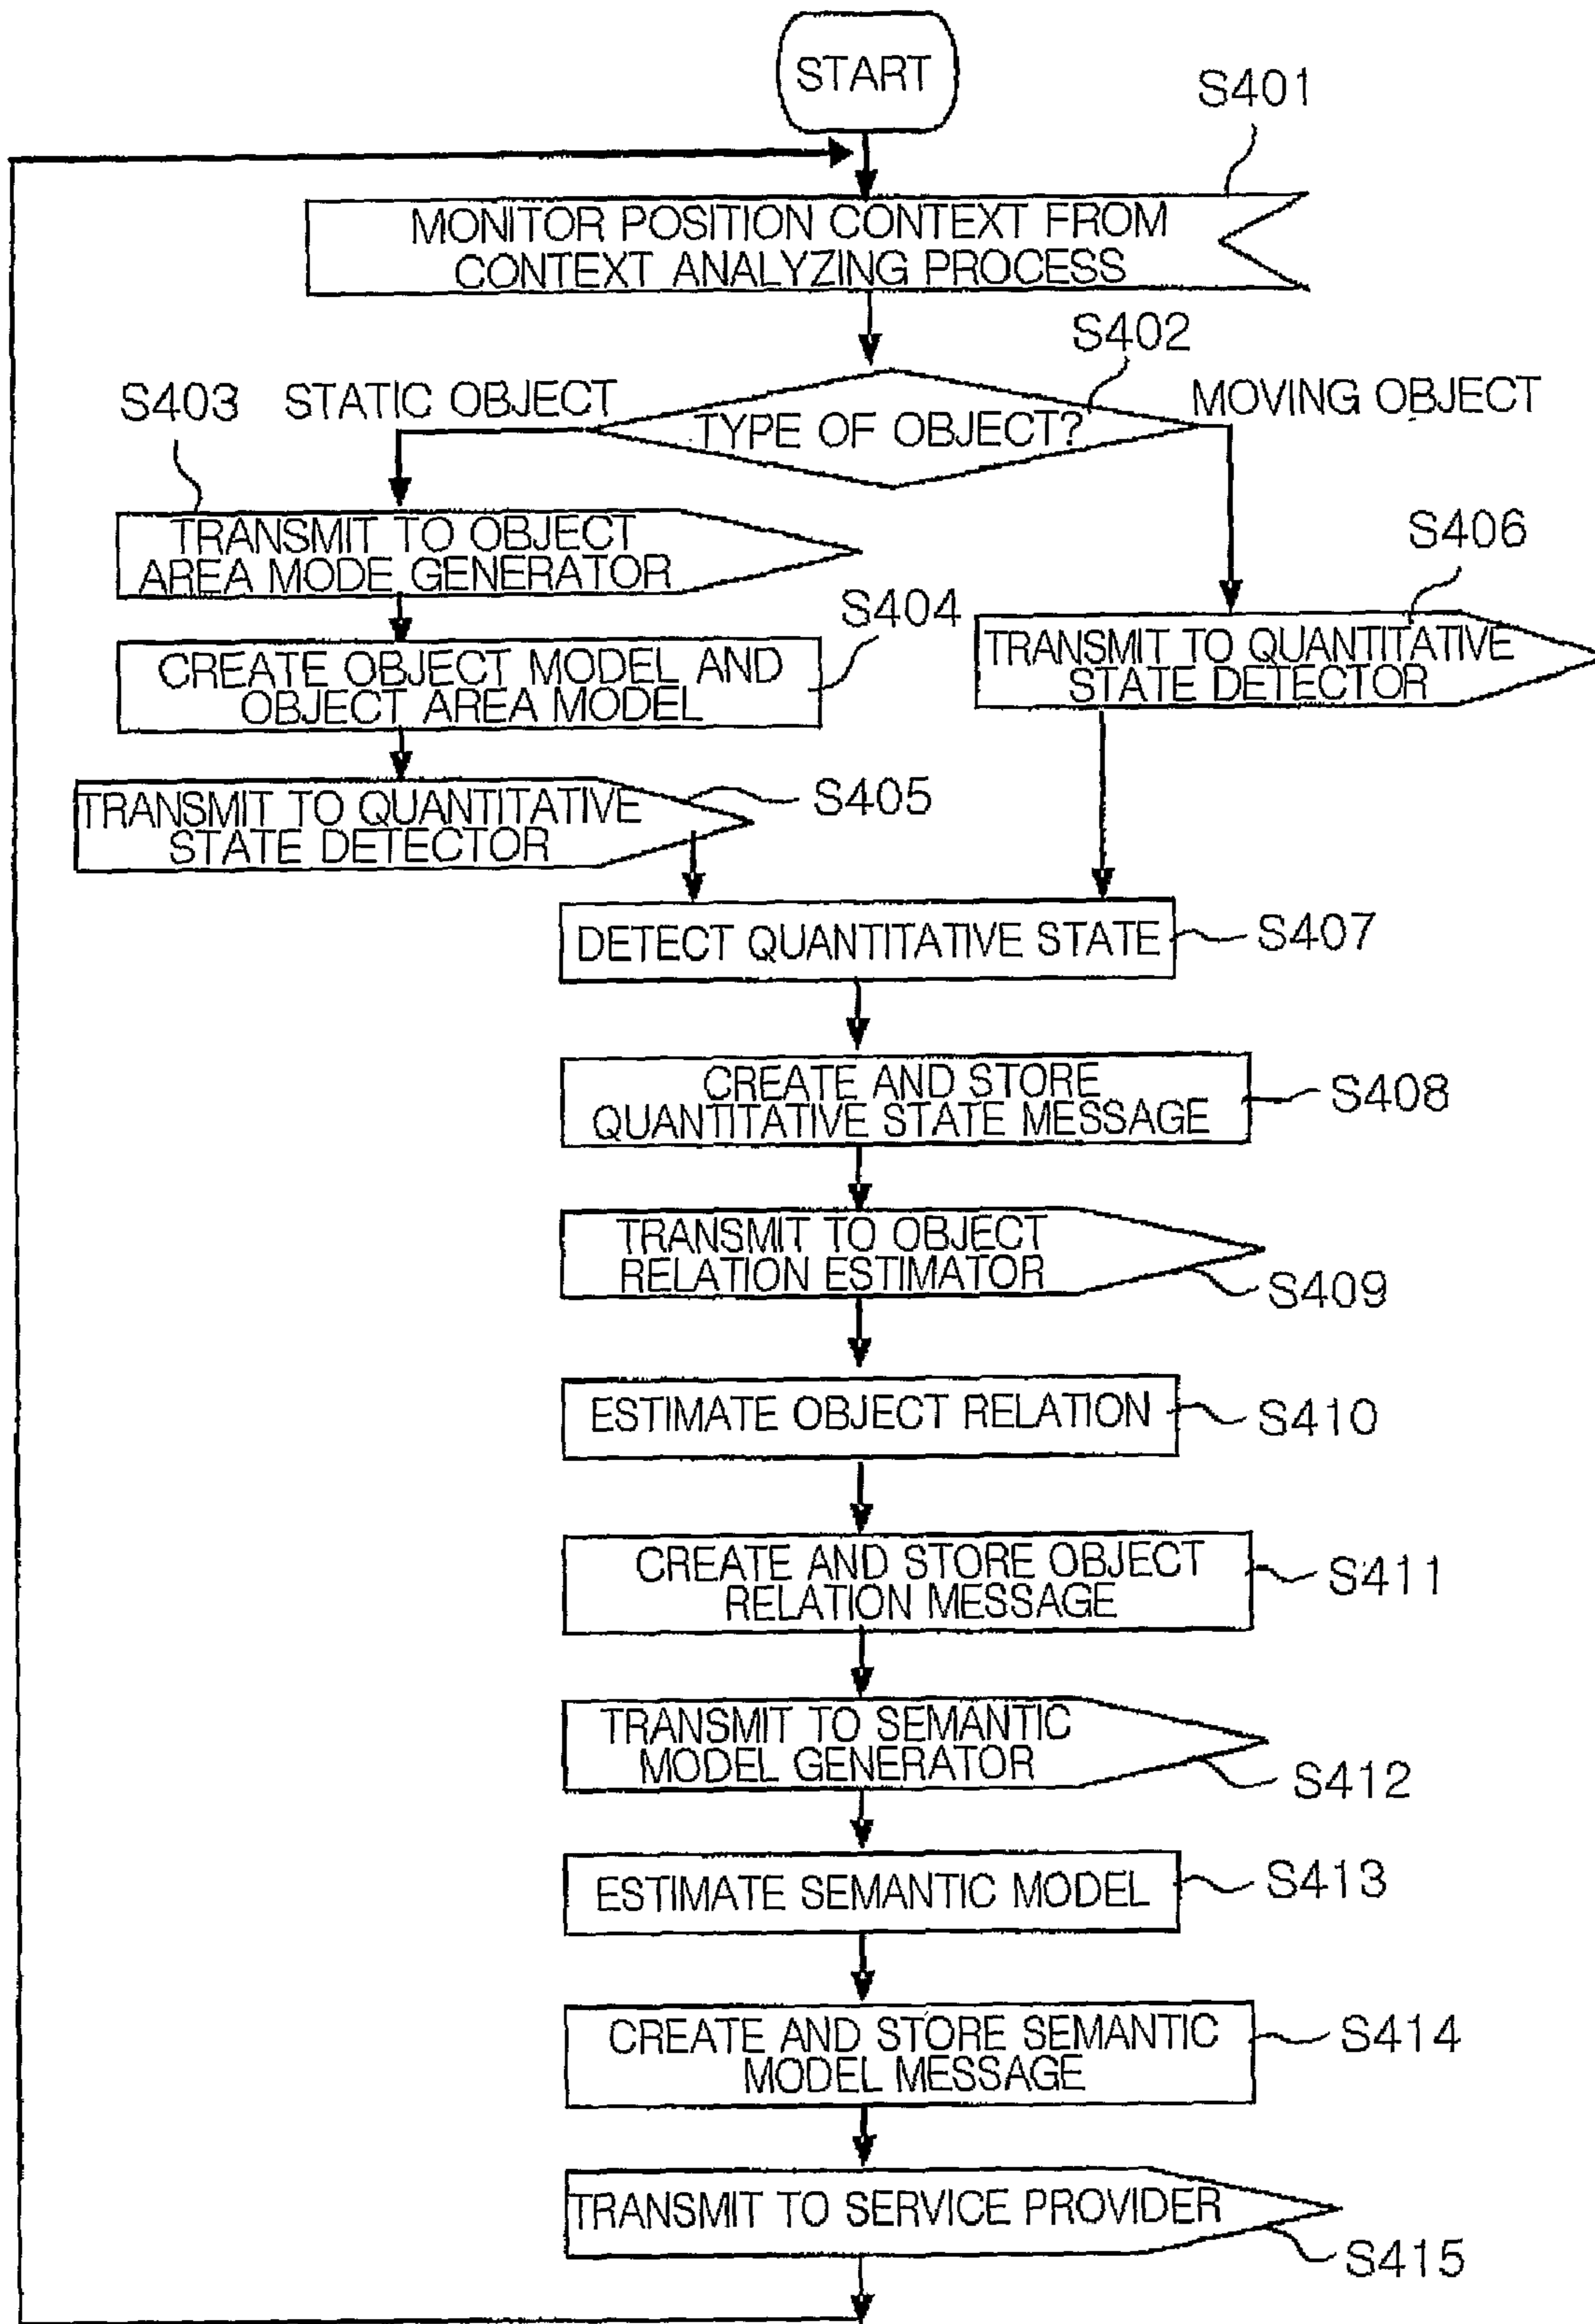 START
S401
MONITOR POSITION CONTEXT FROM
CONTEXT ANALYZING PROCESS
S402
S403
STATIC OBJECT
MOVING OBJECT
TYPE OF OBJECT?
TRANSMIT TO OBJECT
AREA MODE GENERATOR
S406
S404
CREATE OBJECT MODEL AND
OBJECT AREA MODEL
TRANSMIT TO QUANTITATIVE
STATE DETECTOR
TRANSMIT TO QUANTITATIVE
STATE DETECTOR
S405
DETECT QUANTITATIVE STATE
S407
CREATE AND STORE
QUANTITATIVE STATE MESSAGE
S408
TRANSMIT TO OBJECT
RELATION ESTIMATOR
S409
ESTIMATE OBJECT RELATION
S410
CREATE AND STORE OBJECT
RELATION MESSAGE
S411
TRANSMIT TO SEMANTIC
MODEL GENERATOR
S412
ESTIMATE SEMANTIC MODEL
S413
CREATE AND STORE SEMANTIC
MODEL MESSAGE
S414
TRANSMIT TO SERVICE PROVIDER
S415